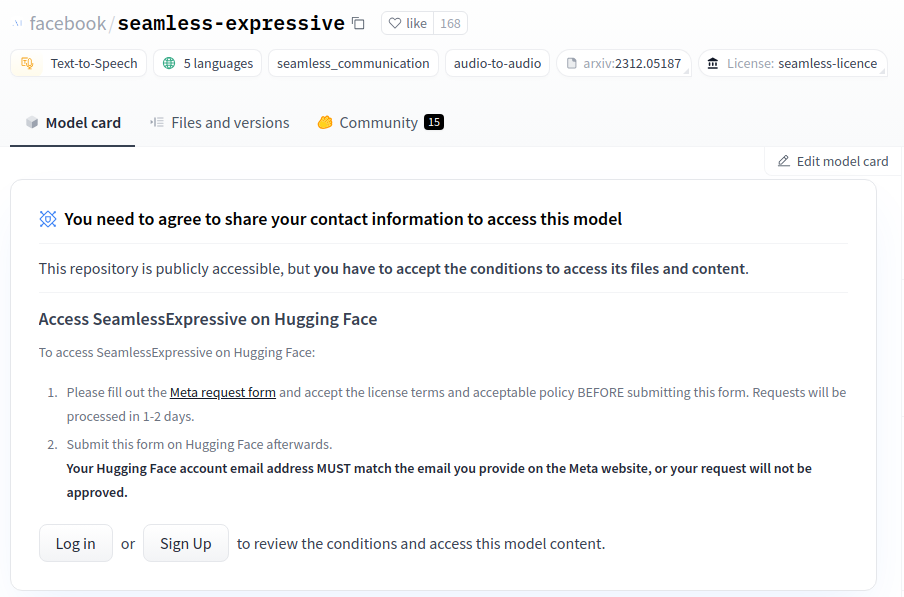 facebook/seamless-expressive like 168
Text-to-Speech 5 languages seamless_communication audio-to-audio arxiv:2312.05187 License: seamless-licence
Model card Files and versions Community 15
Edit model card
You need to agree to share your contact information to access this model
This repository is publicly accessible, but you have to accept the conditions to access its files and content.
Access SeamlessExpressive on Hugging Face
To access SeamlessExpressive on Hugging Face:
1. Please fill out the Meta request form and accept the license terms and acceptable policy BEFORE submitting this form. Requests will be
processed in 1-2 days.
2. Submit this form on Hugging Face afterwards.
Your Hugging Face account email address MUST match the email you provide on the Meta website, or your request will not be
approved.
Log in or Sign Up to review the conditions and access this model content.